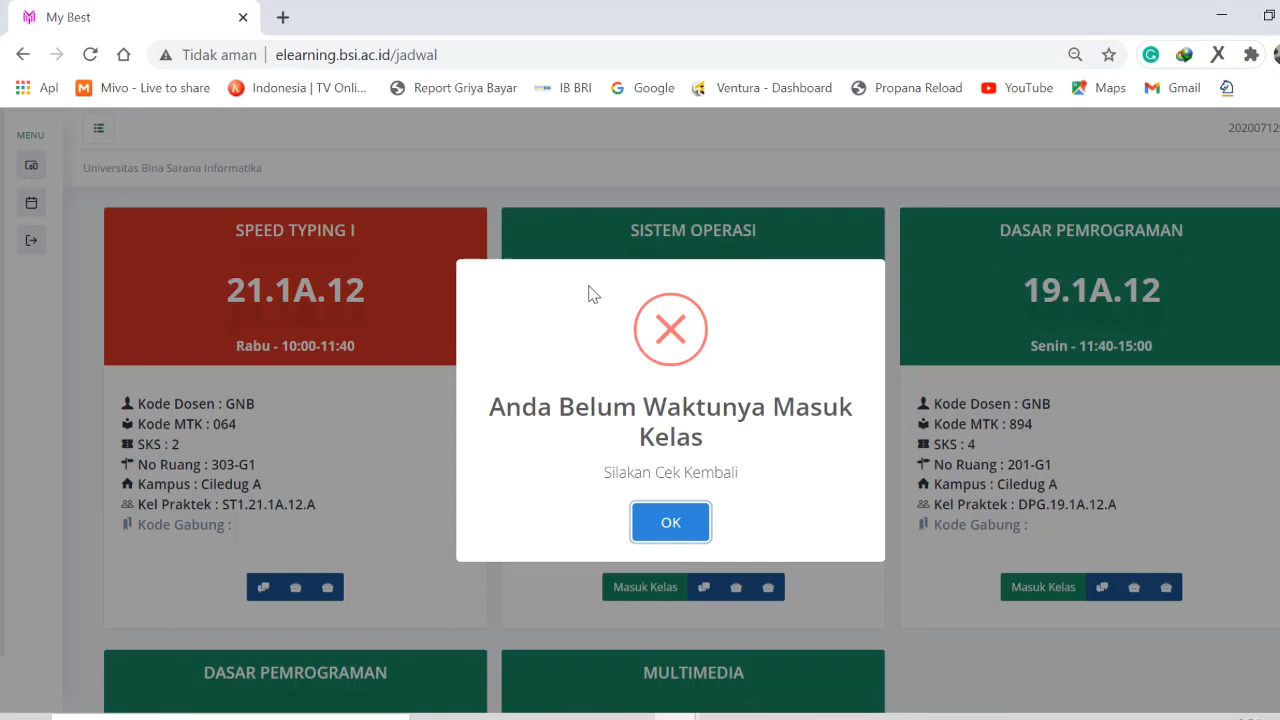 My Best
Tidak aman
elearning.bsi.ac.id/jadwal
Apl
Mivo - Live to share
Indonesia | TV Onli...
Report Griya Bayar
IB BRI
Google
Ventura - Dashboard
Propana Reload
YouTube
Maps
Gmail
MENU
20200712
Universitas Bina Sarana Informatika
SPEED TYPING I
21.1A.12
Rabu - 10:00-11:40
Kode Dosen : GNB
Kode MTK : 064
SKS : 2
No Ruang : 303-G1
Kampus : Ciledug A
Kel Praktek : ST1.21.1A.12.A
Kode Gabung :
SISTEM OPERASI
Anda Belum Waktunya Masuk
Kelas
Silakan Cek Kembali
OK
Masuk Kelas
DASAR PEMROGRAMAN
19.1A.12
Senin - 11:40-15:00
Kode Dosen : GNB
Kode MTK : 894
SKS : 4
No Ruang : 201-G1
Kampus : Ciledug A
Kel Praktek : DPG.19.1A.12.A
Kode Gabung :
Masuk Kelas
DASAR PEMROGRAMAN
MULTIMEDIA